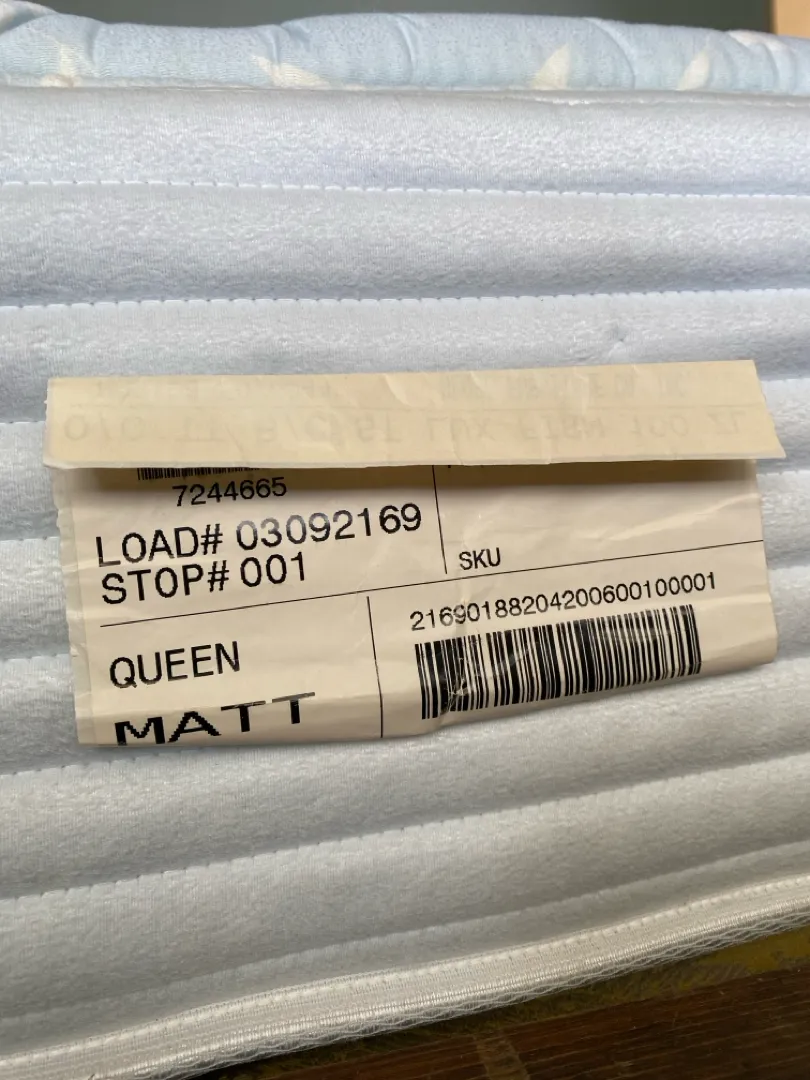 7244665
LOAD# 03092169
STOP# 001
SKU
21690188204200600100001
QUEEN
MATT